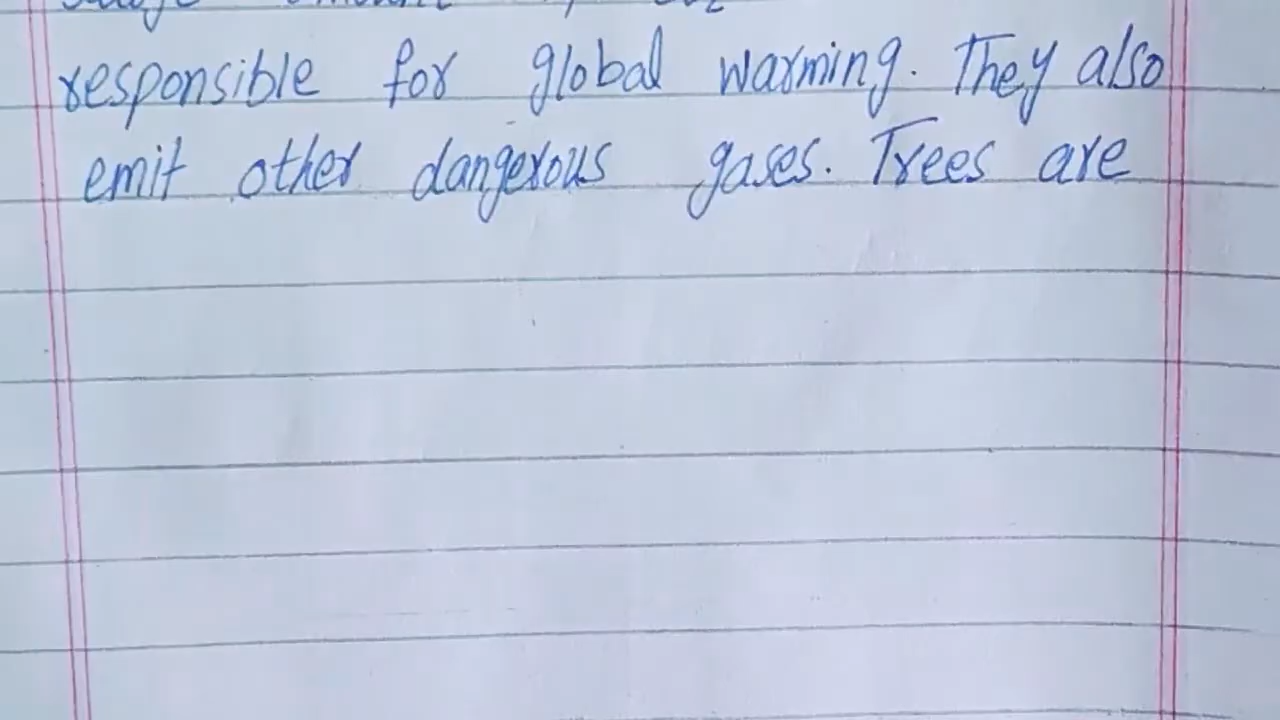 responsible for global warming. They also
emit other dangerous gases. Trees are